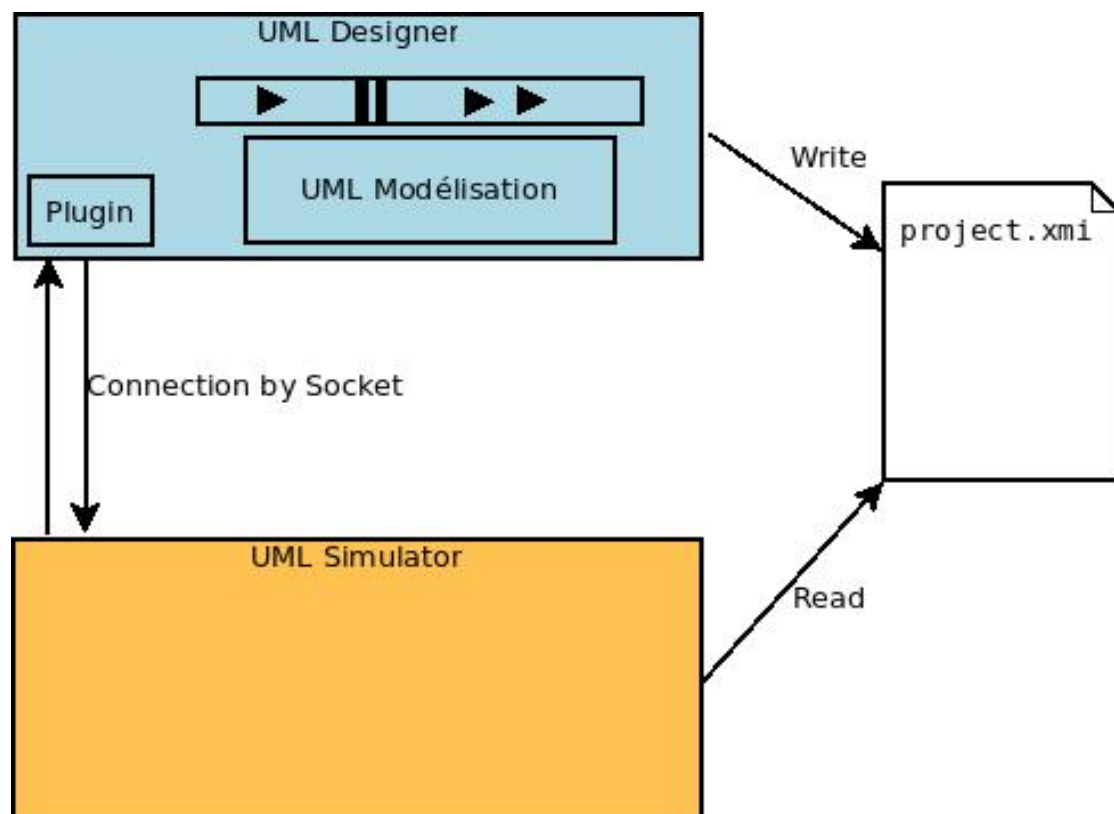 UML Designer
UML Modélisation
Plugin
Write
project.xmi
Connection by Socket
UML Simulator
Read